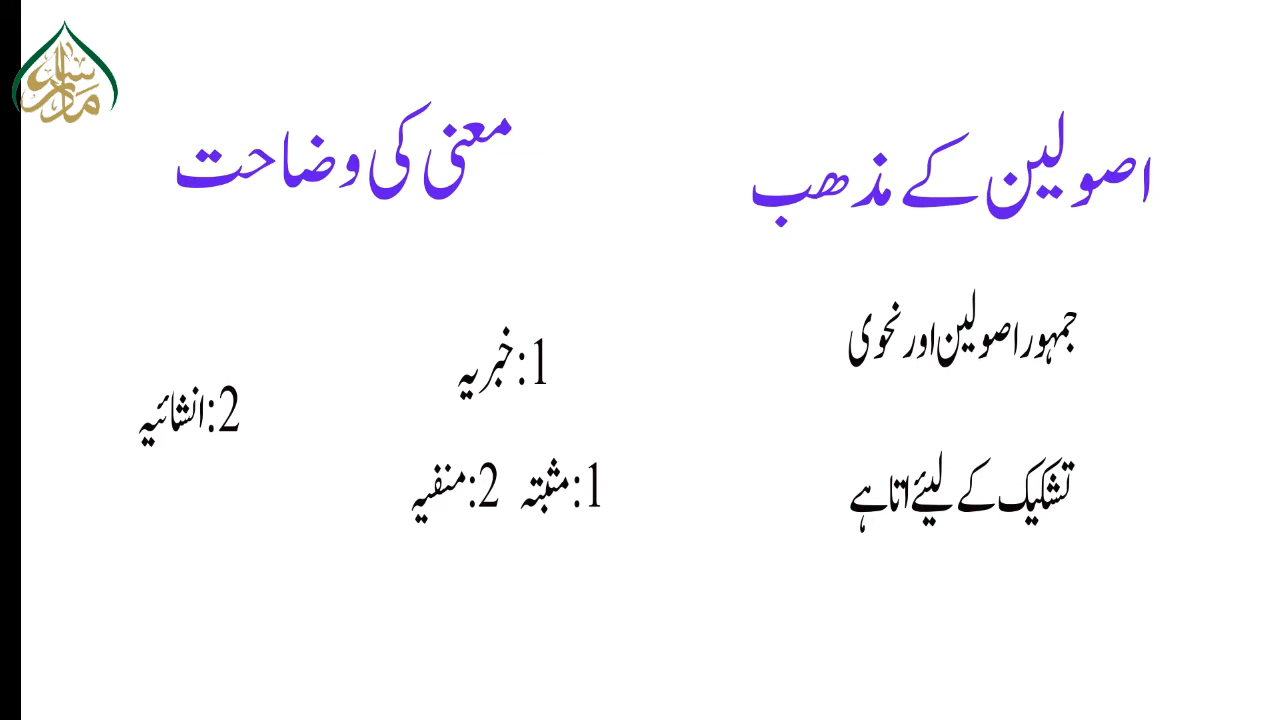 اصولین کے مذھب
معنی کی وضاحت
جمہور اصولین اور نحوی
تشکیک کے لیئے اتا ہے
1:خبریہ
2:انشائیہ
1:مثبتہ 2:منفیہ